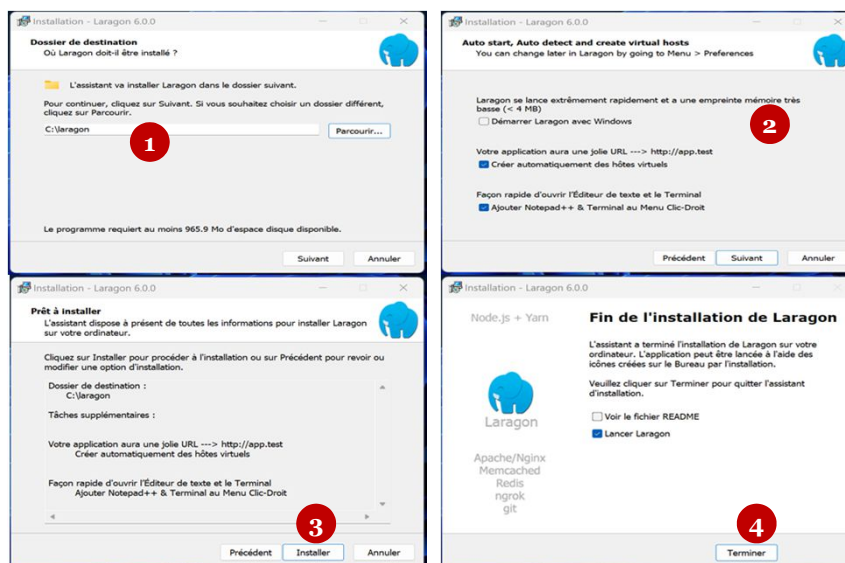 Installation - Laragon 6.0.0
Dossier de destination
Où Laragon doit-il être installé ?
L'assistant va installer Laragon dans le dossier suivant.
Pour continuer, cliquez sur Suivant. Si vous souhaitez choisir un dossier différent,
cliquez sur Parcourir.
C:\laragon
Parcourir...
1
Le programme requiert au moins 965.9 Mo d'espace disque disponible.
Suivant
Annuler
Installation - Laragon 6.0.0
Auto start, Auto detect and create virtual hosts
You can change later in Laragon by going to Menu > Preferences
Laragon se lance extrêmement rapidement et a une empreinte mémoire très
basse (< 4 MB)
Démarrer Laragon avec Windows
2
Votre application aura une jolie URL ---> http://app.test
Créer automatiquement des hôtes virtuels
Façon rapide d'ouvrir l'Éditeur de texte et le Terminal
Ajouter Notepad++ & Terminal au Menu Clic-Droit
Précédent
Suivant
Annuler
Installation - Laragon 6.0.0
Prêt à installer
L'assistant dispose à présent de toutes les informations pour installer Laragon
sur votre ordinateur.
Cliquez sur Installer pour procéder à l'installation ou sur Précédent pour revoir ou
modifier une option d'installation.
Dossier de destination :
C:\laragon
Tâches supplémentaires :
Votre application aura une jolie URL ---> http://app.test
Créer automatiquement des hôtes virtuels
Façon rapide d'ouvrir l'Éditeur de texte et le Terminal
Ajouter Notepad++ & Terminal au Menu Clic-Droit
3
Précédent
Installer
Annuler
Installation - Laragon 6.0.0
Node.js + Yarn
Laragon
Apache/Nginx
Memcached
Redis
ngrok
git
Fin de l'installation de Laragon
L'assistant a terminé l'installation de Laragon sur votre
ordinateur. L'application peut être lancée à l'aide des
icônes créées sur le Bureau par l'installation.
Veuillez cliquer sur Terminer pour quitter l'assistant
d'installation.
Voir le fichier README
Lancer Laragon
4
Terminer